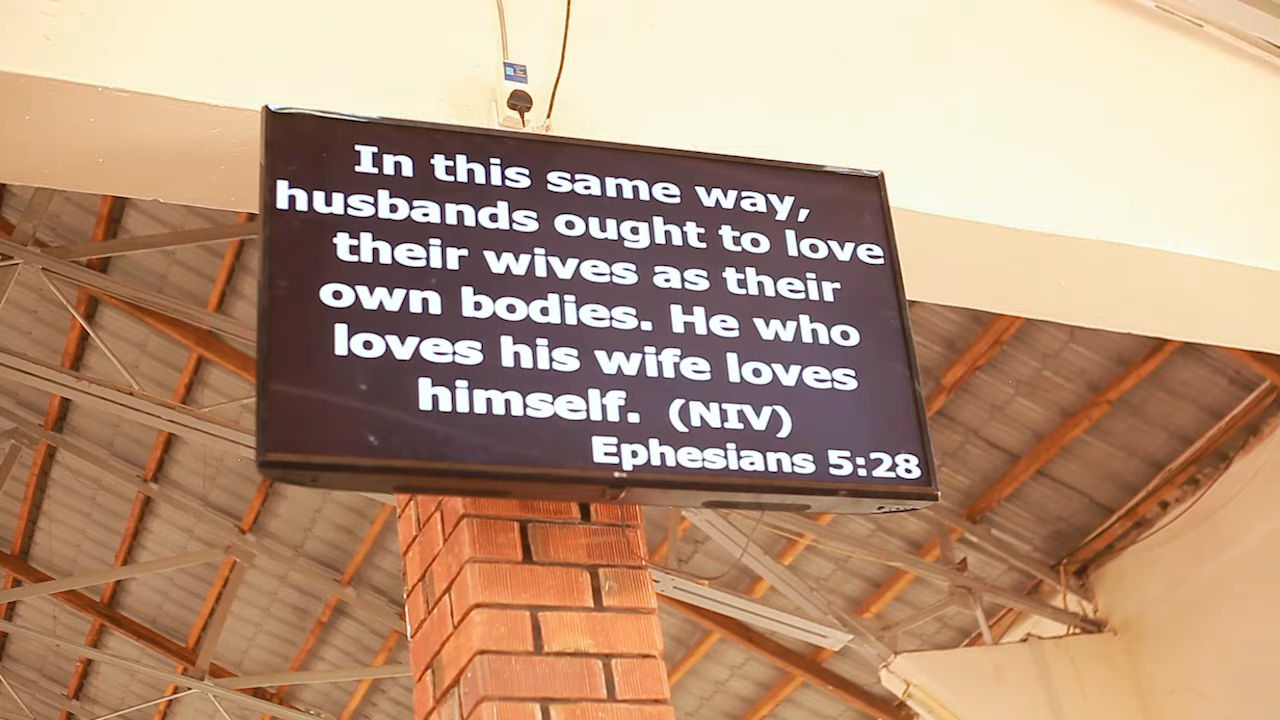 In this same way,
husbands ought to love
their wives as their
own bodies. He who
loves his wife loves
himself. (NIV)
Ephesians 5:28